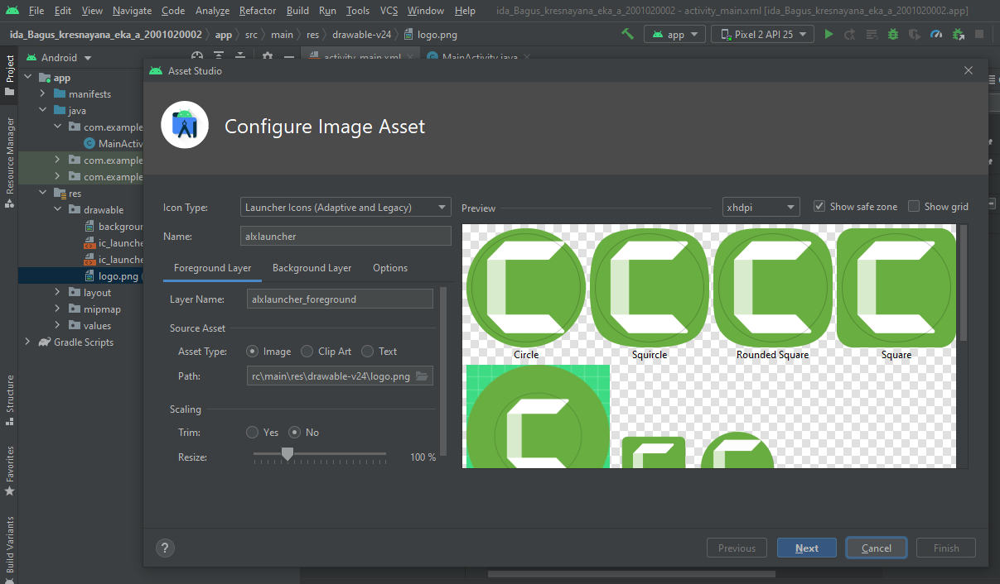 File Edit View Navigate Code Analyze Refactor Build Run Tools VCS Window Help ida_Bagus_kresnayana_eka_a_2001020002 - activity_main.xml [ida_Bagus_kresnayana_eka_a_2001020002.app]
ida_Bagus_kresnayana_eka_a_2001020002 app src main res drawable-v24 logo.png app Pixel 2 API 25
Project
Resource Manager
Structure
Favorites
Build Variants
Android
activity_main.xml
MainActivity.java
app
manifests
java
com.example
MainActiv
com.example
com.example
res
drawable
backgrour
ic_launche
ic_launche
logo.png (
layout
mipmap
values
Gradle Scripts
Asset Studio
Configure Image Asset
Icon Type: Launcher Icons (Adaptive and Legacy)
Name: alxlauncher
Foreground Layer Background Layer Options
Layer Name: alxlauncher_foreground
Source Asset
Asset Type: Image Clip Art Text
Path: rc\main\res\drawable-v24\logo.png
Scaling
Trim: Yes No
Resize: 100 %
Preview xhdpi Show safe zone Show grid
Circle Squircle Rounded Square Square
? Previous Next Cancel Finish